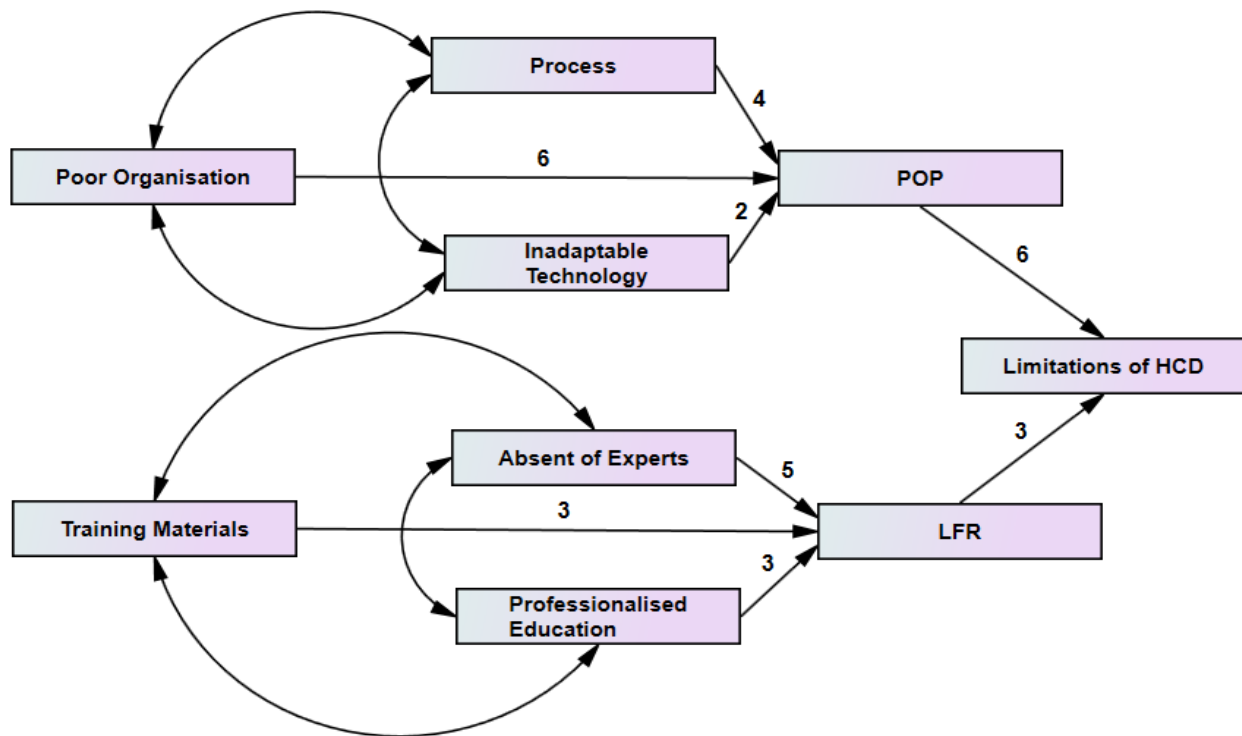 Process
4
Poor Organisation
6
POP
2
Inadaptable
Technology
6
Limitations of HCD
3
Absent of Experts
5
Training Materials
3
LFR
3
Professionalised
Education